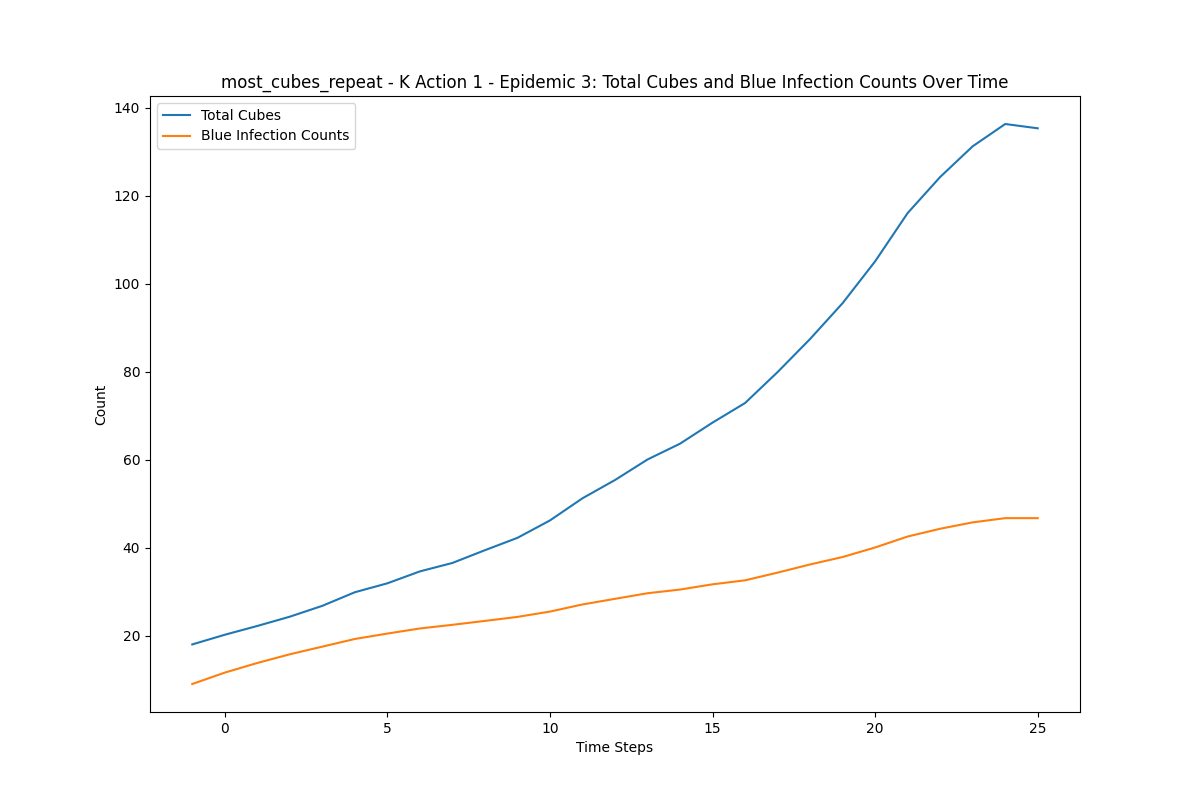 most_cubes_repeat - K Action 1 - Epidemic 3: Total Cubes and Blue Infection Counts Over Time
Total Cubes
Blue Infection Counts
140
120
100
80
60
40
20
Count
0 5 10 15 20 25
Time Steps